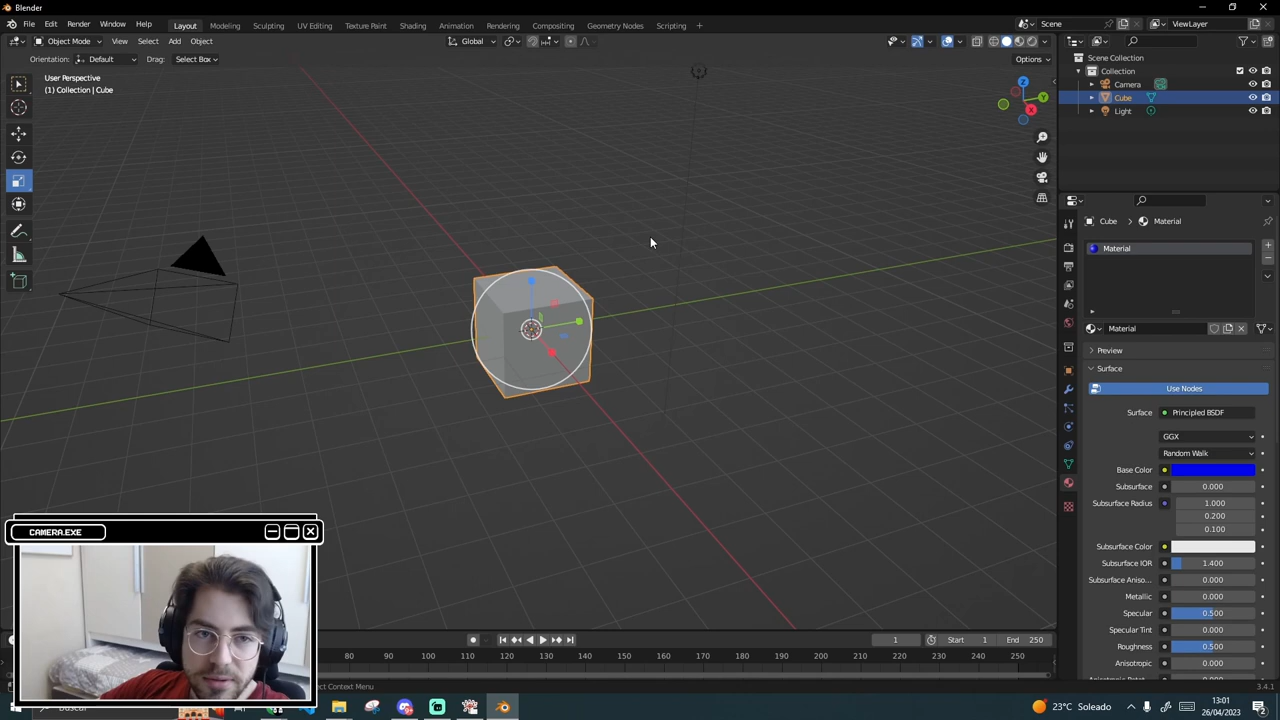 Blender
File Edit Render Window Help Layout Modeling Sculpting UV Editing Texture Paint Shading Animation Rendering Compositing Geometry Nodes Scripting + Scene ViewLayer
Object Mode View Select Add Object Global
Orientation: Default Drag: Select Box Options
User Perspective
(1) Collection | Cube
Z
Y
X
Scene Collection
Collection
Camera
Cube
Light
Cube Material
Material
Material
Preview
Surface
Use Nodes
Surface Principled BSDF
GGX
Random Walk
Base Color
Subsurface 0.000
Subsurface Radius 1.000
0.200
0.100
Subsurface Color
Subsurface IOR 1.400
Subsurface Aniso... 0.000
Metallic 0.000
Specular 0.500
Specular Tint 0.000
Roughness 0.500
Anisotropic 0.000
CAMERA.EXE
1 Start 1 End 250
80 90 100 110 120 130 140 150 160 170 180 190 200 210 220 230 240 250
ct Context Menu 3.4.1
Buscar
23°C Soleado 13:01
26/04/2023 2